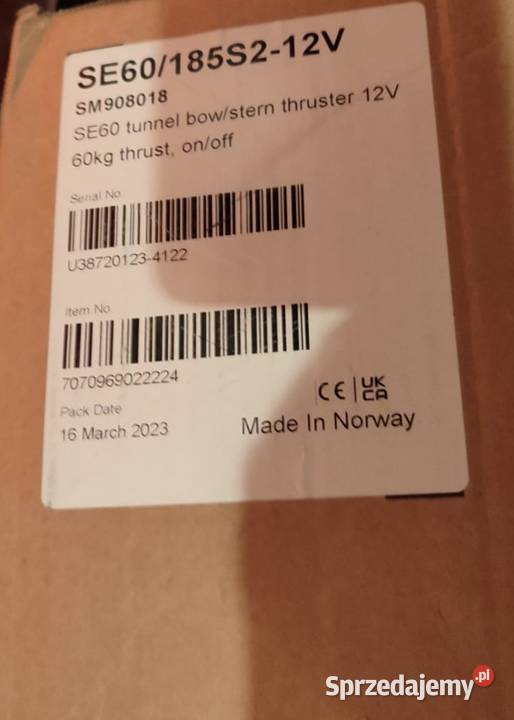 SE60/185S2-12V
SM908018
SE60 tunnel bow/stern thruster 12V
60kg thrust, on/off
Serial No
U38720123-4122
Item No.
7070969022224
Pack Date
16 March 2023
CE | UK CA
Made In Norway
Sprzedajemy.pl